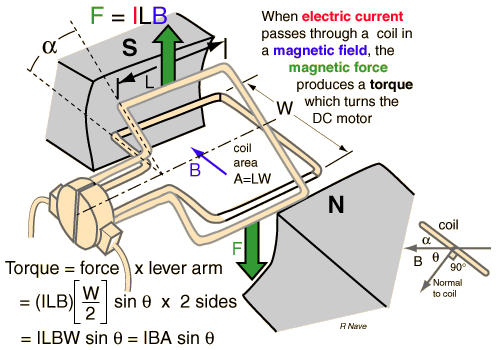 F = ILB
When electric current
passes through a coil in
a magnetic field, the
magnetic force
produces a torque
which turns the
DC motor
α
S
L
W
coil
area
A=LW
B
N
F
coil
α
B
θ
90°
Normal
to coil
Torque = force x lever arm
= (ILB) [W/2] sin θ x 2 sides
= ILBW sin θ = IBA sin θ
R Nave